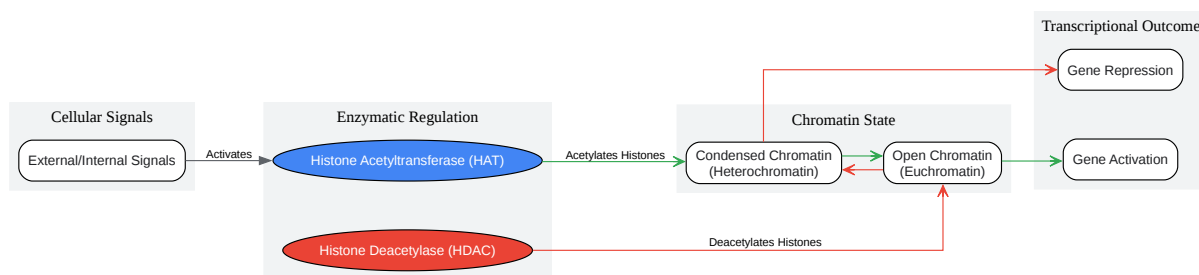 Transcriptional Outcome
Gene Repression
Cellular Signals
External/Internal Signals
Activates
Enzymatic Regulation
Histone Acetyltransferase (HAT)
Histone Deacetylase (HDAC)
Acetylates Histones
Deacetylates Histones
Chromatin State
Condensed Chromatin
(Heterochromatin)
Open Chromatin
(Euchromatin)
Gene Activation